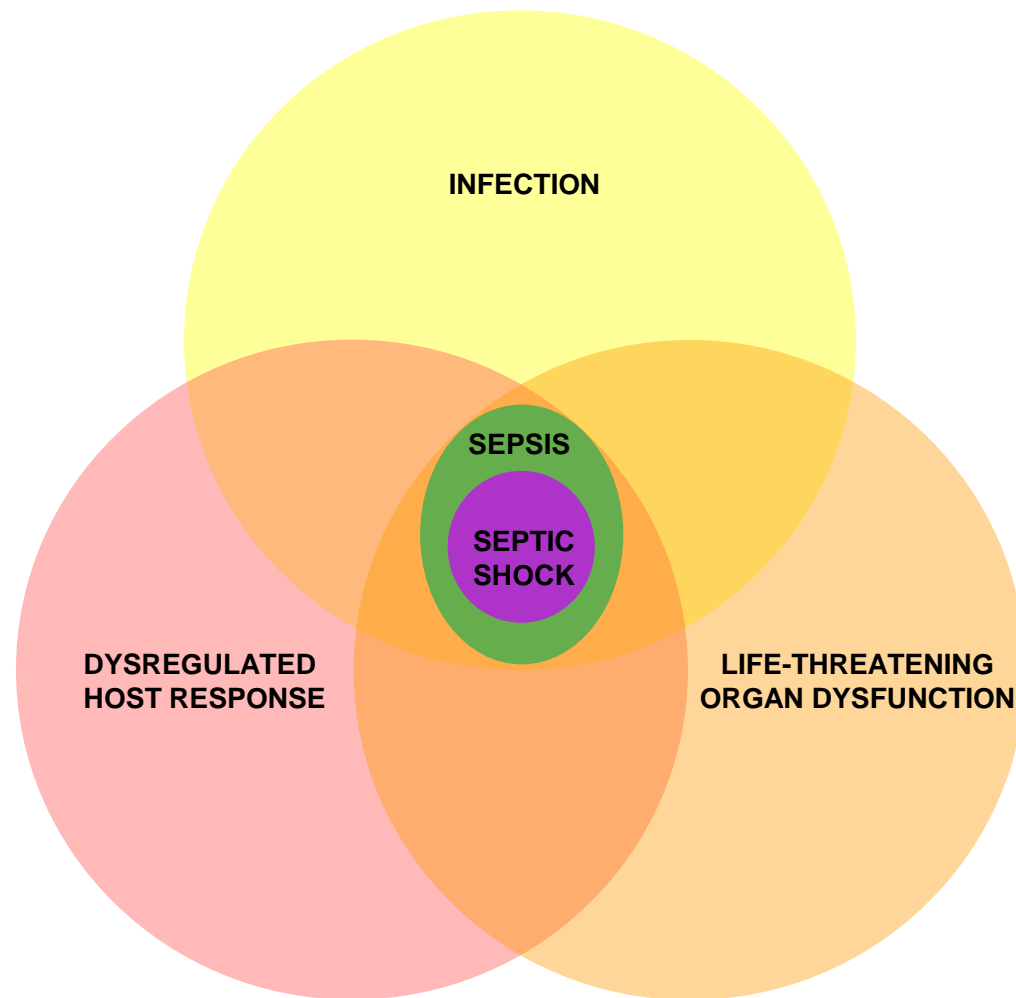 INFECTION
SEPSIS
SEPTIC
SHOCK
DYSREGULATED
HOST RESPONSE
LIFE-THREATENING
ORGAN DYSFUNCTION